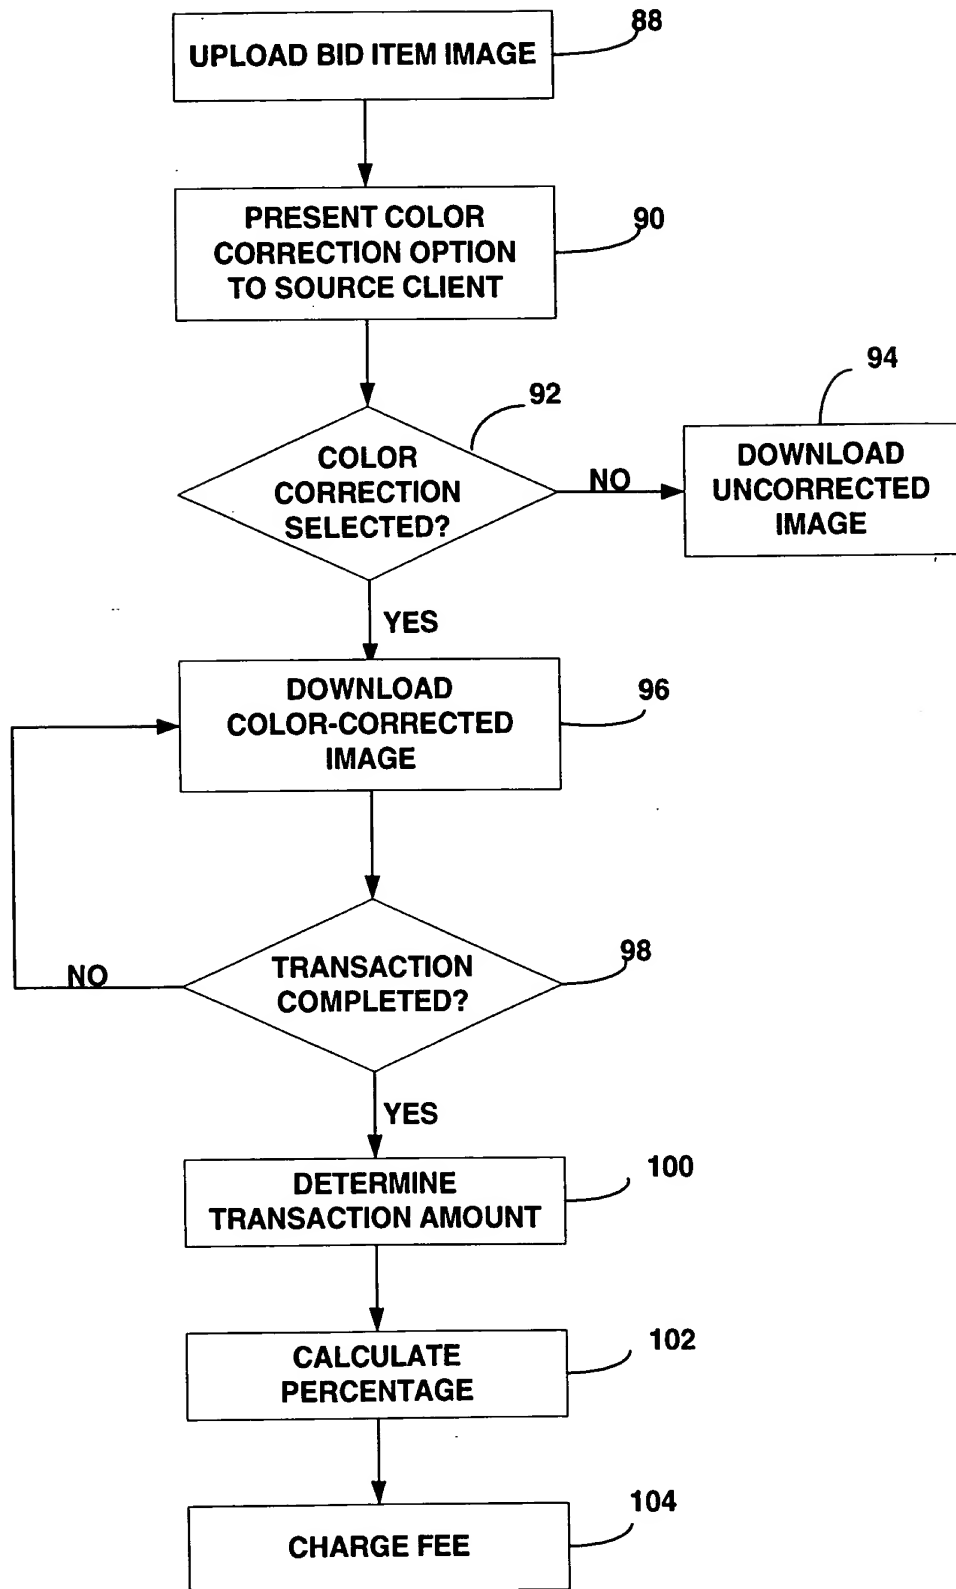 88
UPLOAD BID ITEM IMAGE
90
PRESENT COLOR
CORRECTION OPTION
TO SOURCE CLIENT
92
COLOR
CORRECTION
SELECTED?
NO
94
DOWNLOAD
UNCORRECTED
IMAGE
YES
96
DOWNLOAD
COLOR-CORRECTED
IMAGE
98
TRANSACTION
COMPLETED?
NO
YES
100
DETERMINE
TRANSACTION AMOUNT
102
CALCULATE
PERCENTAGE
104
CHARGE FEE